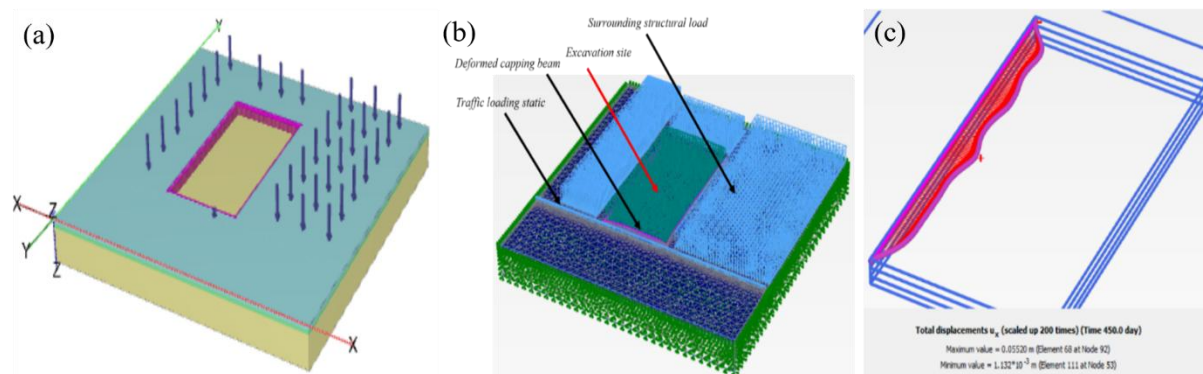 (a)
Y
X
Z
Y
Z
X
(b)
Surrounding structural load
Excavation site
Deformed capping beam
Traffic loading static
(c)
Total displacements uₓ (scaled up 200 times) (Time 450.0 day)
Maximum value = 0.05520 m (Element 68 at Node 92)
Minimum value = 1.132*10⁻³ m (Element 111 at Node 53)